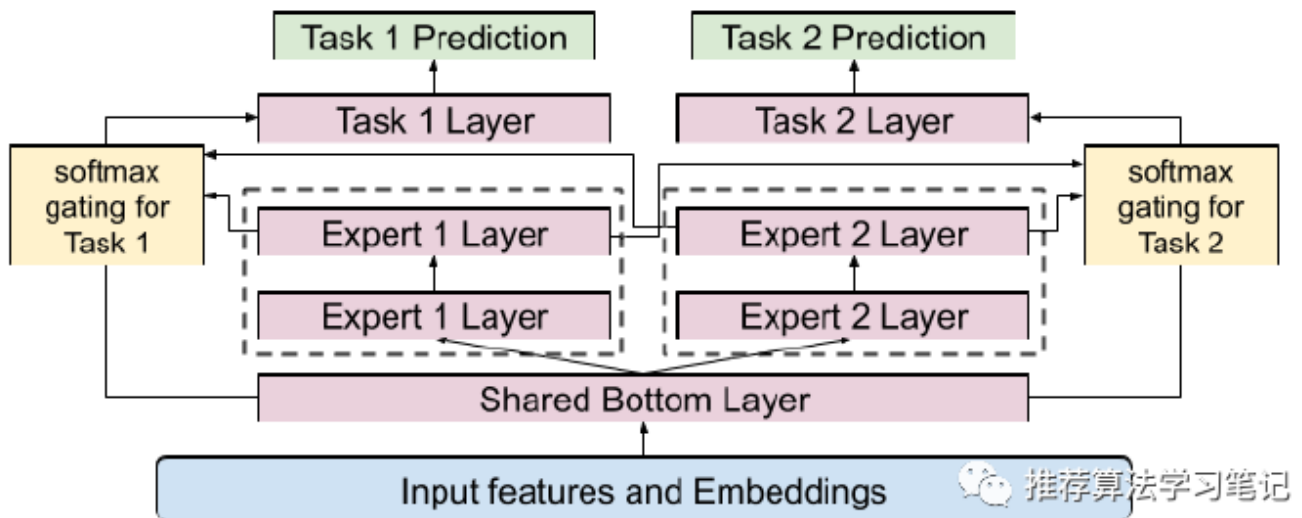 Task 1 Prediction
Task 2 Prediction
Task 1 Layer
Task 2 Layer
softmax
gating for
Task 1
softmax
gating for
Task 2
Expert 1 Layer
Expert 2 Layer
Expert 1 Layer
Expert 2 Layer
Shared Bottom Layer
Input features and Embeddings
推荐算法学习笔记